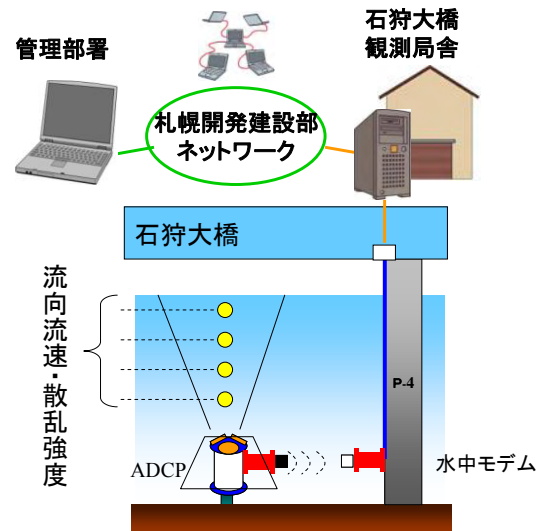 管理部署
石狩大橋
観測局舎
札幌開発建設部
ネットワーク
石狩大橋
流向流速・散乱強度
P-4
ADCP
水中モデム